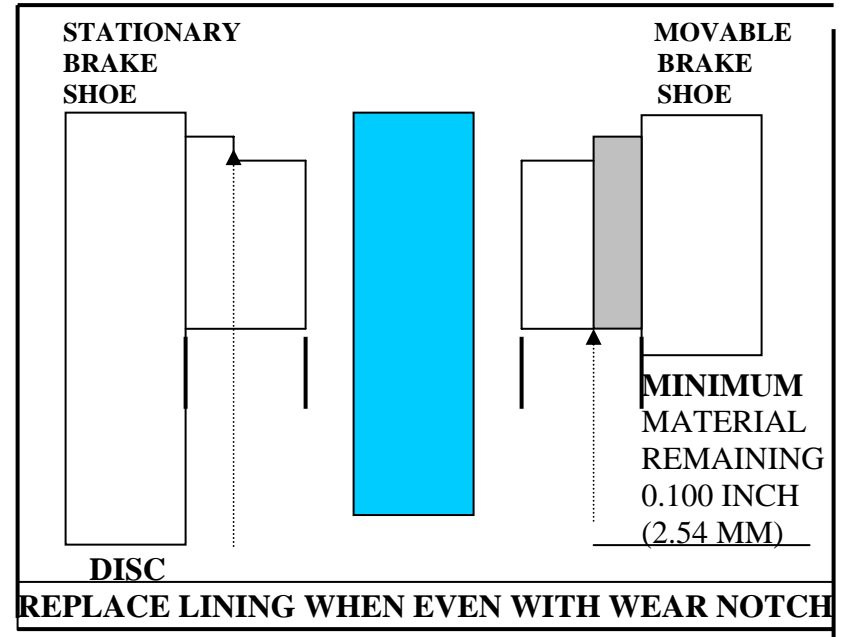 STATIONARY
BRAKE
SHOE
MOVABLE
BRAKE
SHOE
MINIMUM
MATERIAL
REMAINING
0.100 INCH
(2.54 MM)
DISC
REPLACE LINING WHEN EVEN WITH WEAR NOTCH